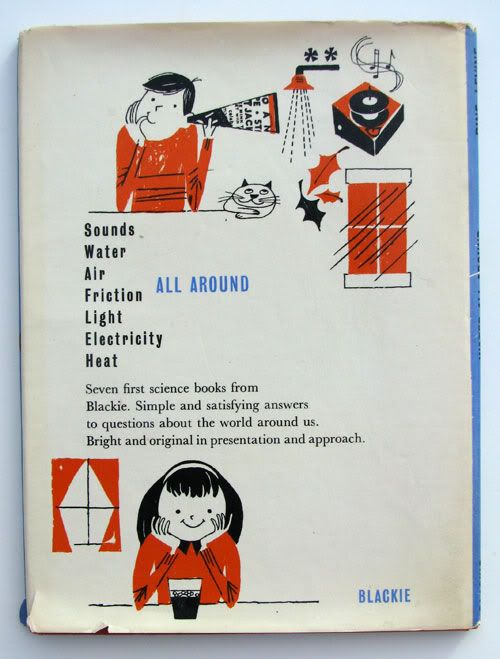 Sounds
Water
Air
Friction
Light
Electricity
Heat
ALL AROUND
Seven first science books from
Blackie. Simple and satisfying answers
to questions about the world around us.
Bright and original in presentation and approach.
BLACKIE